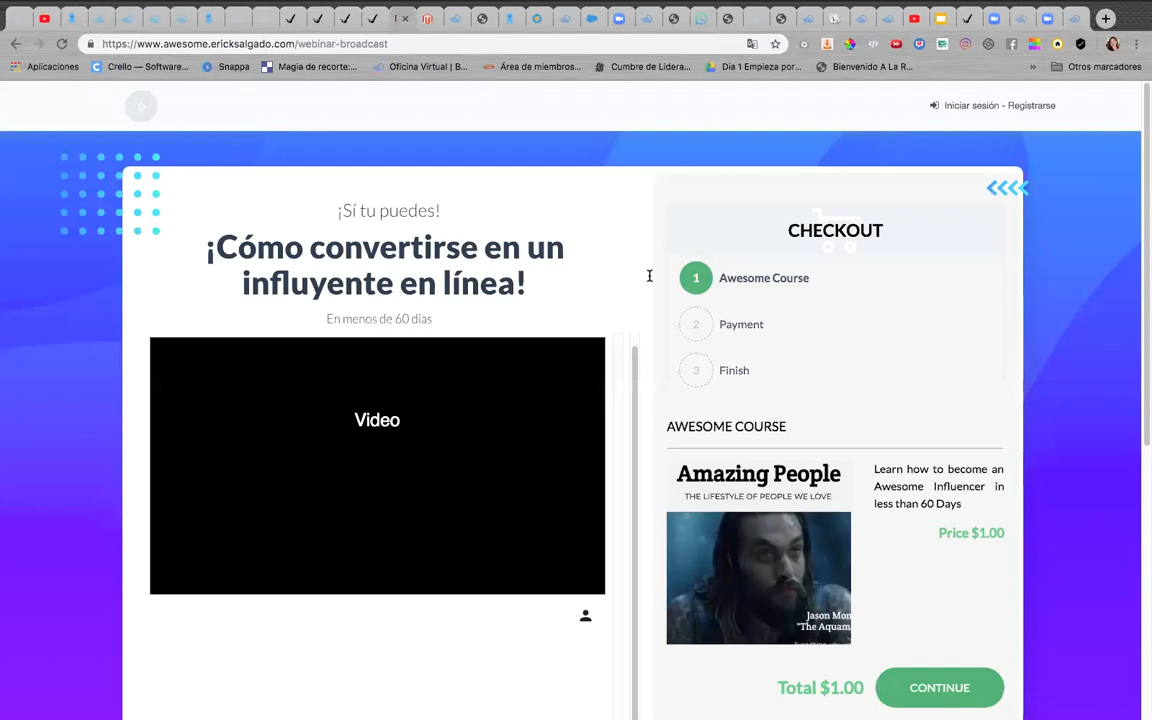 https://www.awesome.ericksalgado.com/webinar-broadcast
Aplicaciones
Crello — Software...
Snappa
Magia de recorte:...
Oficina Virtual | B...
Área de miembros...
Cumbre de Lidera...
Dia 1 Empieza por...
Bienvenido A La R...
»
Otros marcadores
»
Iniciar sesión - Registrarse
¡Sí tu puedes!
¡Cómo convertirse en un
influyente en línea!
En menos de 60 días
Video
CHECKOUT
1 Awesome Course
2 Payment
3 Finish
AWESOME COURSE
Amazing People
THE LIFESTYLE OF PEOPLE WE LOVE
Jason Mom
"The Aquam
Learn how to become an
Awesome Influencer in
less than 60 Days
Price $1.00
Total $1.00
CONTINUE